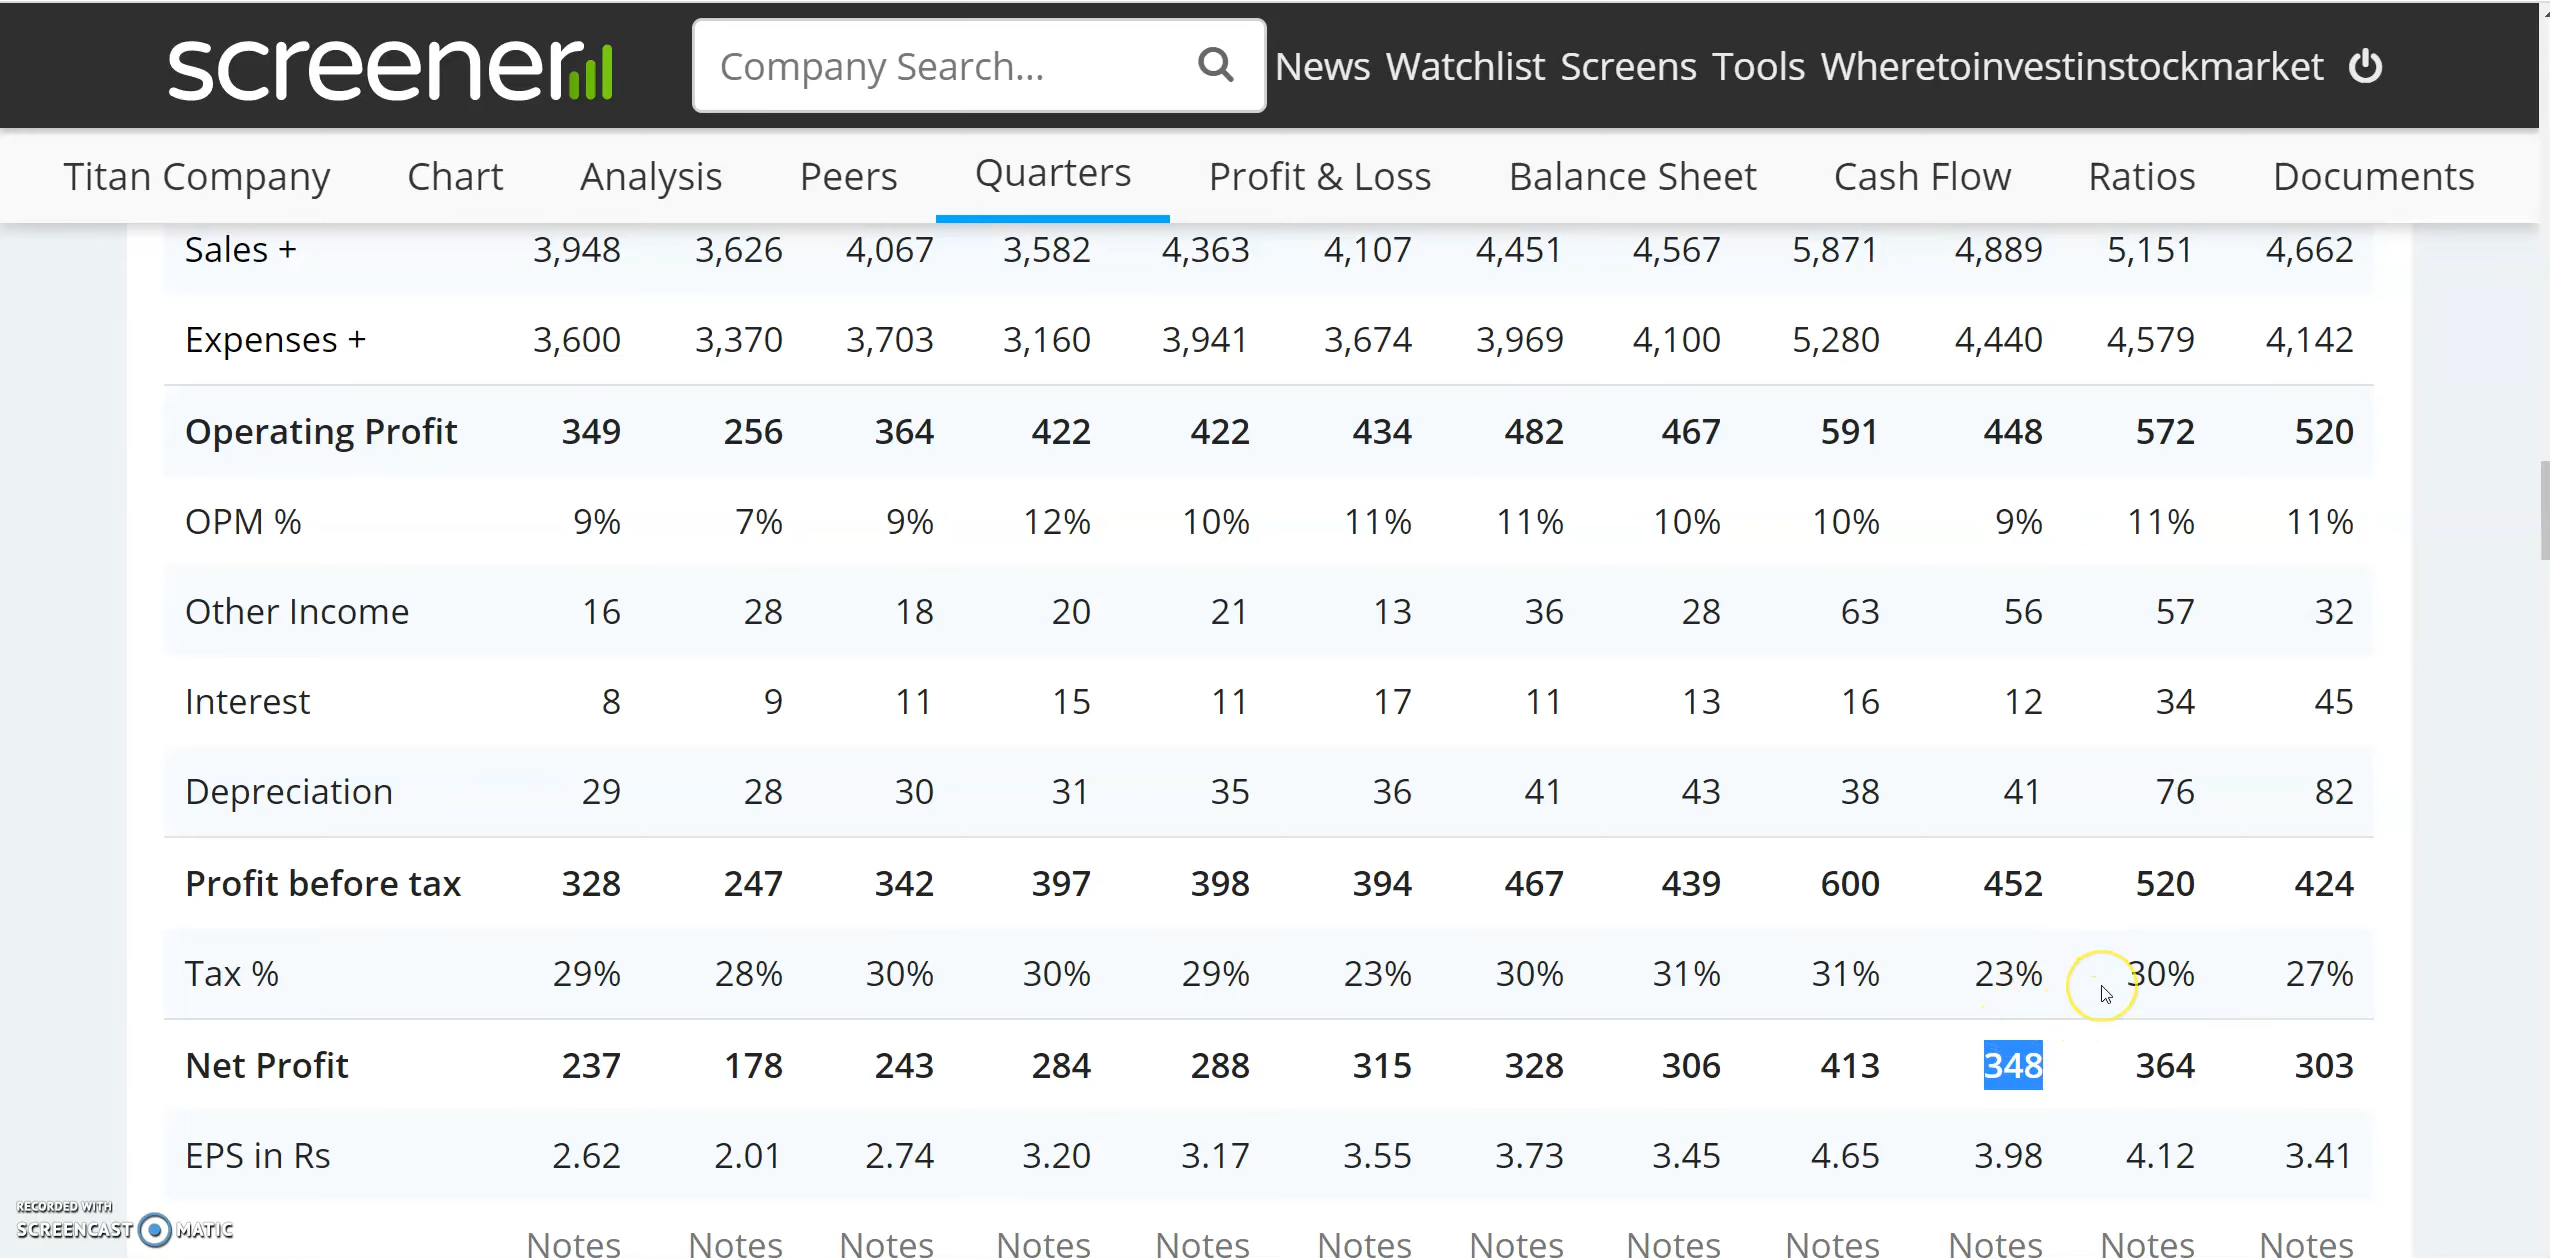 screener Company Search... News Watchlist Screens Tools Wheretoinvestinstockmarket
Titan Company Chart Analysis Peers Quarters Profit & Loss Balance Sheet Cash Flow Ratios Documents
Sales + 3,948 3,626 4,067 3,582 4,363 4,107 4,451 4,567 5,871 4,889 5,151 4,662
Expenses + 3,600 3,370 3,703 3,160 3,941 3,674 3,969 4,100 5,280 4,440 4,579 4,142
Operating Profit 349 256 364 422 422 434 482 467 591 448 572 520
OPM % 9% 7% 9% 12% 10% 11% 11% 10% 10% 9% 11% 11%
Other Income 16 28 18 20 21 13 36 28 63 56 57 32
Interest 8 9 11 15 11 17 11 13 16 12 34 45
Depreciation 29 28 30 31 35 36 41 43 38 41 76 82
Profit before tax 328 247 342 397 398 394 467 439 600 452 520 424
Tax % 29% 28% 30% 30% 29% 23% 30% 31% 31% 23% 30% 27%
Net Profit 237 178 243 284 288 315 328 306 413 348 364 303
EPS in Rs 2.62 2.01 2.74 3.20 3.17 3.55 3.73 3.45 4.65 3.98 4.12 3.41
Notes Notes Notes Notes Notes Notes Notes Notes Notes Notes Notes Notes
RECORDED WITH
SCREENCAST MATIC